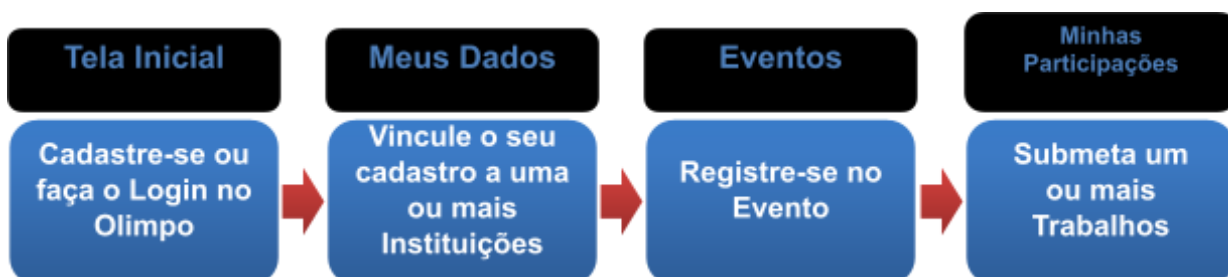 Tela Inicial
Cadastre-se ou
faça o Login no
Olimpo
Meus Dados
Vincule o seu
cadastro a uma
ou mais
Instituições
Eventos
Registre-se no
Evento
Minhas
Participações
Submeta um
ou mais
Trabalhos